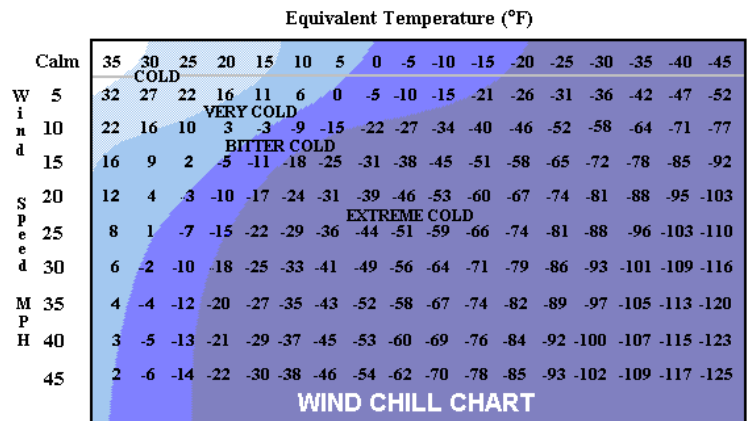 Equivalent Temperature (°F)
Calm 35 30 25 20 15 10 5 0 -5 -10 -15 -20 -25 -30 -35 -40 -45
COLD
5 32 27 22 16 11 6 0 -5 -10 -15 -21 -26 -31 -36 -42 -47 -52
VERY COLD
10 22 16 10 3 -3 -9 -15 -22 -27 -34 -40 -46 -52 -58 -64 -71 -77
BITTER COLD
15 16 9 2 -5 -11 -18 -25 -31 -38 -45 -51 -58 -65 -72 -78 -85 -92
20 12 4 -3 -10 -17 -24 -31 -39 -46 -53 -60 -67 -74 -81 -88 -95 -103
EXTREME COLD
25 8 1 -7 -15 -22 -29 -36 -44 -51 -59 -66 -74 -81 -88 -96 -103 -110
30 6 -2 -10 -18 -25 -33 -41 -49 -56 -64 -71 -79 -86 -93 -101 -109 -116
35 4 -4 -12 -20 -27 -35 -43 -52 -58 -67 -74 -82 -89 -97 -105 -113 -120
40 3 -5 -13 -21 -29 -37 -45 -53 -60 -69 -76 -84 -92 -100 -107 -115 -123
45 2 -6 -14 -22 -30 -38 -46 -54 -62 -70 -78 -85 -93 -102 -109 -117 -125
WIND CHILL CHART
Wind Speed MPH